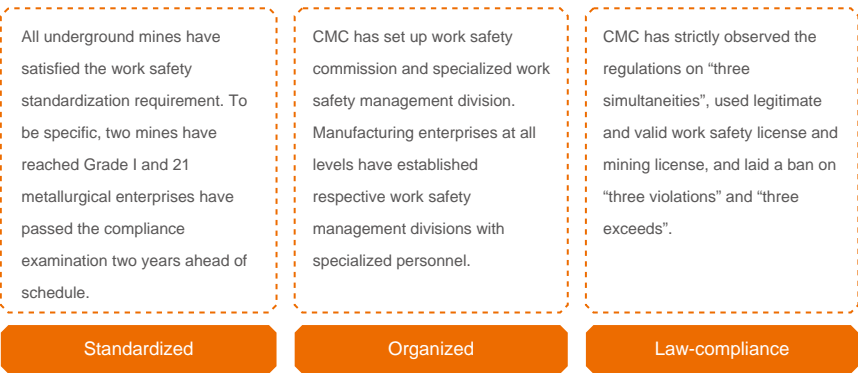 All underground mines have
satisfied the work safety
standardization requirement. To
be specific, two mines have
reached Grade I and 21
metallurgical enterprises have
passed the compliance
examination two years ahead of
schedule.
Standardized
CMC has set up work safety
commission and specialized work
safety management division.
Manufacturing enterprises at all
levels have established
respective work safety
management divisions with
specialized personnel.
Organized
CMC has strictly observed the
regulations on “three
simultaneities”, used legitimate
and valid work safety license and
mining license, and laid a ban on
“three violations” and “three
exceeds”.
Law-compliance